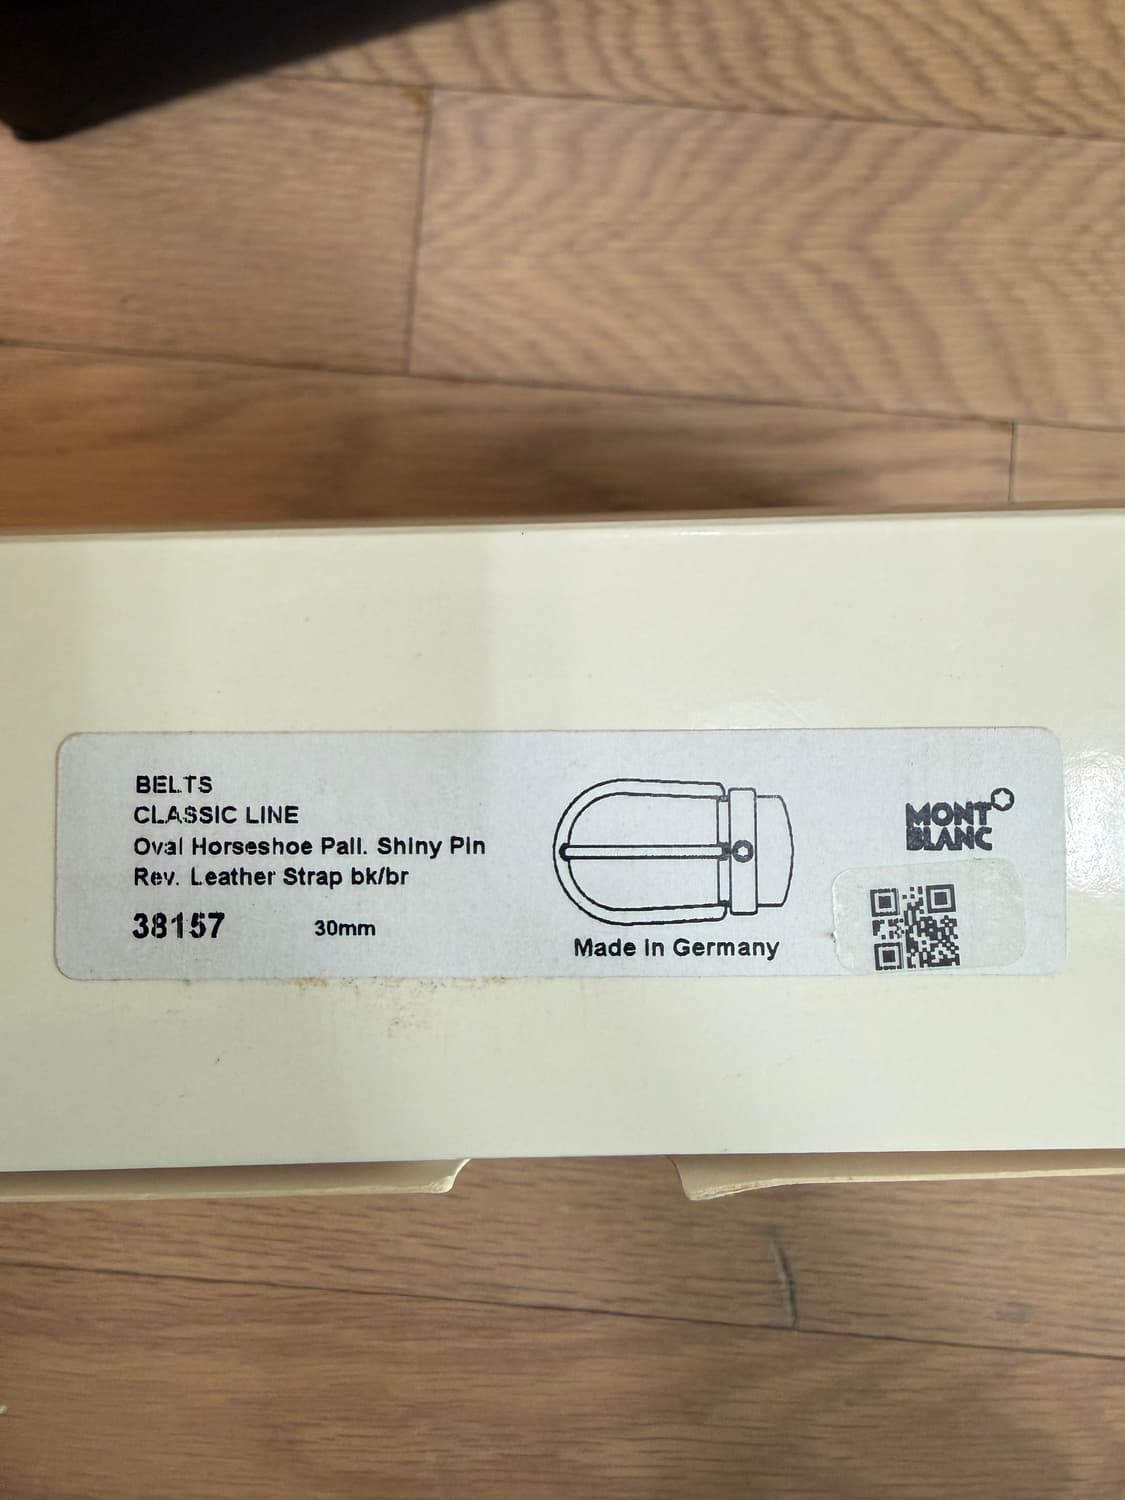 BELTS
CLASSIC LINE
Oval Horseshoe Pall. Shiny Pin
Rev. Leather Strap bk/br
38157 30mm
Made in Germany
MONT
BLANC